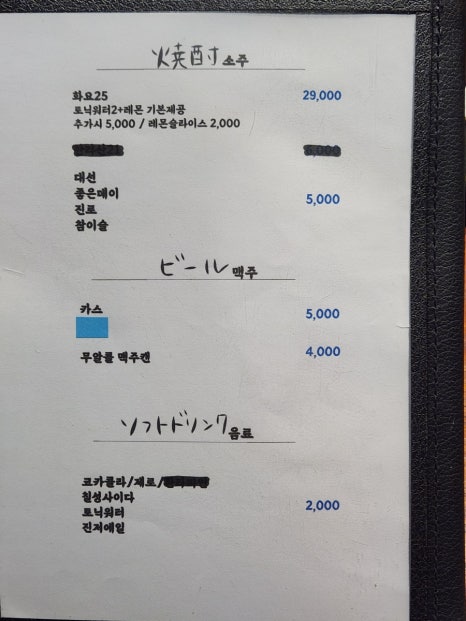 焼酎 소주
화요25 29,000
토닉워터2+레몬 기본제공
추가시 5,000 / 레몬슬라이스 2,000
대선
좋은데이
진로 5,000
참이슬
ビール 맥주
카스 5,000
무알콜 맥주캔 4,000
ソフトドリンク 음료
코카콜라/제로/
칠성사이다
토닉워터 2,000
진저에일